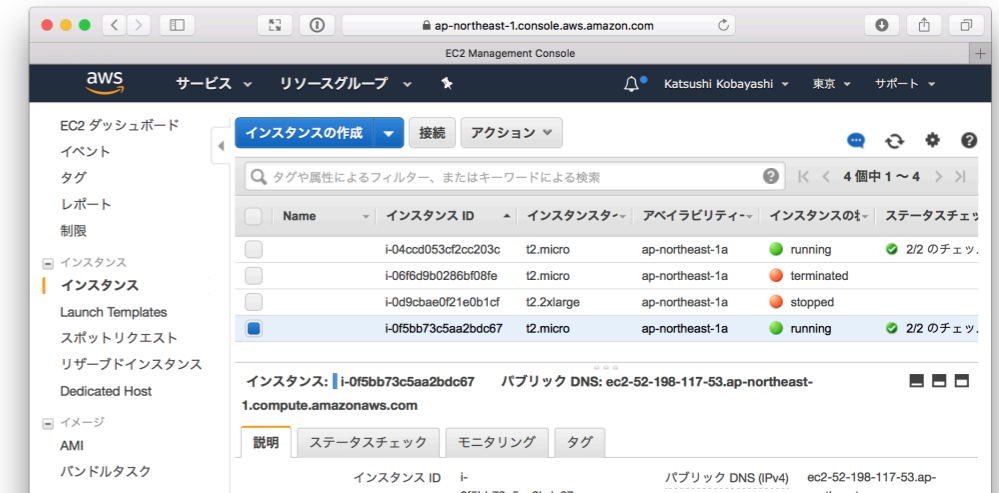 ap-northeast-1.console.aws.amazon.com
EC2 Management Console
aws サービス リソースグループ Katsushi Kobayashi 東京 サポート
EC2 ダッシュボード
イベント
タグ
レポート
制限
インスタンス
インスタンス
Launch Templates
スポットリクエスト
リザーブドインスタンス
Dedicated Host
イメージ
AMI
バンドルタスク
インスタンスの作成 接続 アクション
タグや属性によるフィルター、またはキーワードによる検索 4 個中 1 ~ 4
Name インスタンス ID インスタンスター アベイラビリティー インスタンスの ステータスチェッ
i-04ccd053cf2cc203c t2.micro ap-northeast-1a running 2/2 のチェッ.
i-06f6d9b0286bf08fe ap-northeast-1a terminated
i-0d9cbae0f21e0b1cf t2.2xlarge ap-northeast-1a stopped
i-0f5bb73c5aa2bdc67 t2.micro ap-northeast-1a running 2/2 のチェッ.
インスタンス: i-0f5bb73c5aa2bdc67 パブリック DNS: ec2-52-198-117-53.ap-northeast-
1.compute.amazonaws.com
説明 ステータスチェック モニタリング タグ
インスタンス ID i- パブリック DNS (IPv4) ec2-52-198-117-53.ap-